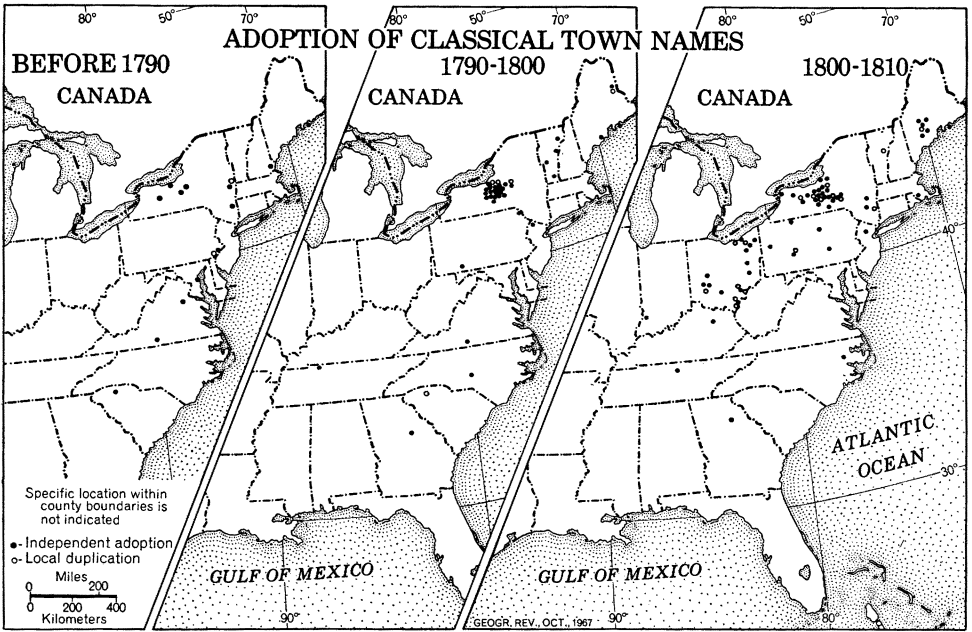 80° 50° 70° 80° 50° 70° 80° 50° 70°
ADOPTION OF CLASSICAL TOWN NAMES
BEFORE 1790
1790-1800
1800-1810
CANADA
CANADA
CANADA
40°
ATLANTIC
OCEAN
30°
Specific location within
county boundaries is
not indicated
- Independent adoption
- Local duplication
Miles
0 200
0 200 400
Kilometers
GULF OF MEXICO
GULF OF MEXICO
90°
GEOGR. REV., OCT., 1967
90°
80°